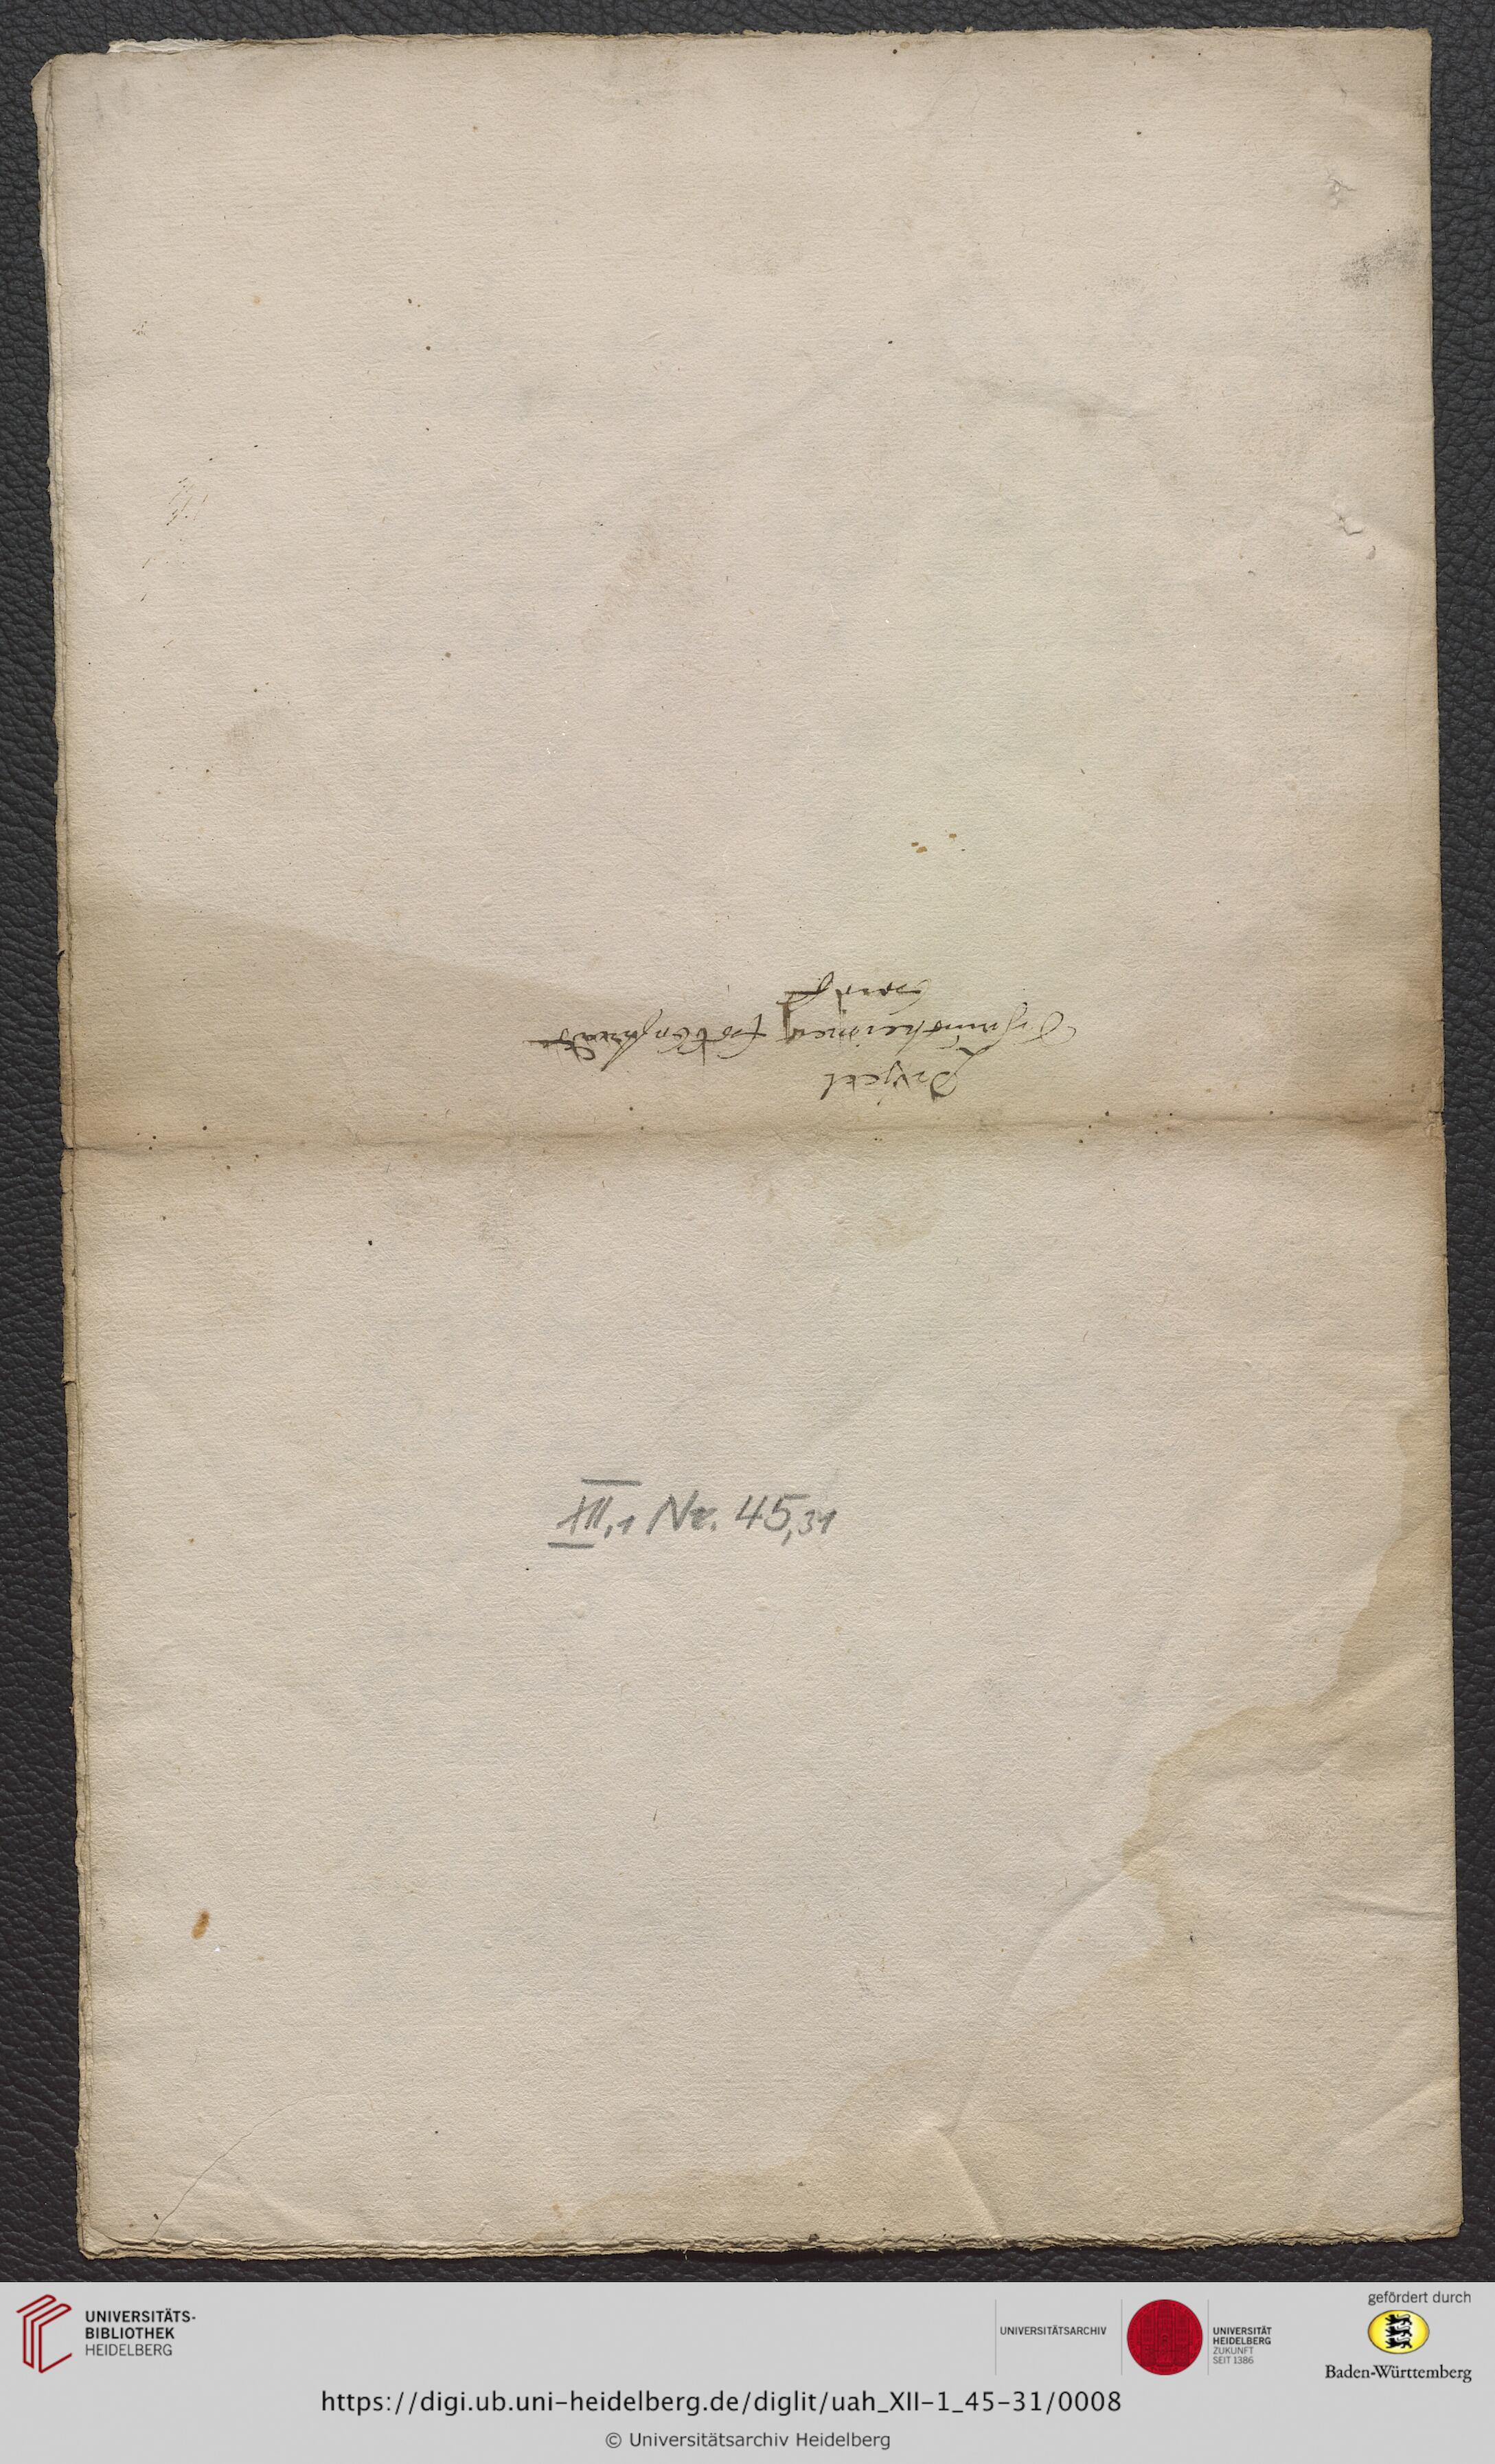 Project
XII,1 Nr. 45,31
UNIVERSITÄTS-
BIBLIOTHEK
HEIDELBERG
UNIVERSITÄTSARCHIV
UNIVERSITÄT
HEIDELBERG
ZUKUNFT
SEIT 1386
gefördert durch
Baden-Württemberg
https://digi.ub.uni-heidelberg.de/diglit/uah_XII-1_45-31/0008
© Universitätsarchiv Heidelberg